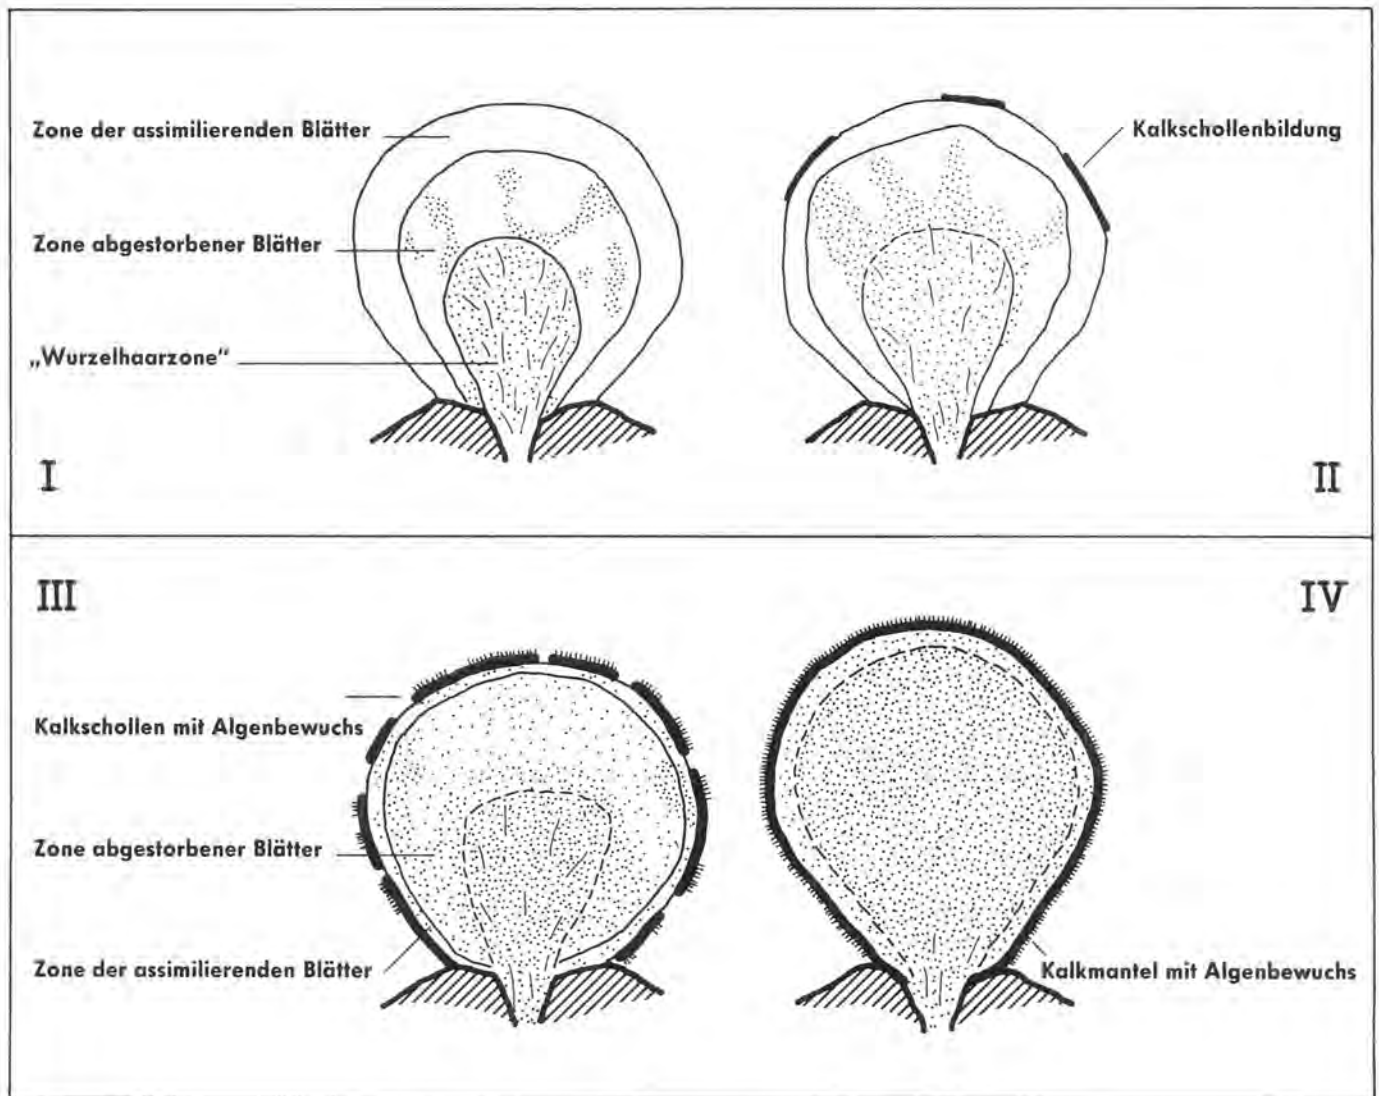 Zone der assimilierenden Blätter
Kalkschollenbildung
Zone abgestorbener Blätter
„Wurzelhaarzone“
I
II
III
IV
Kalkschollen mit Algenbewuchs
Zone abgestorbener Blätter
Zone der assimilierenden Blätter
Kalkmantel mit Algenbewuchs